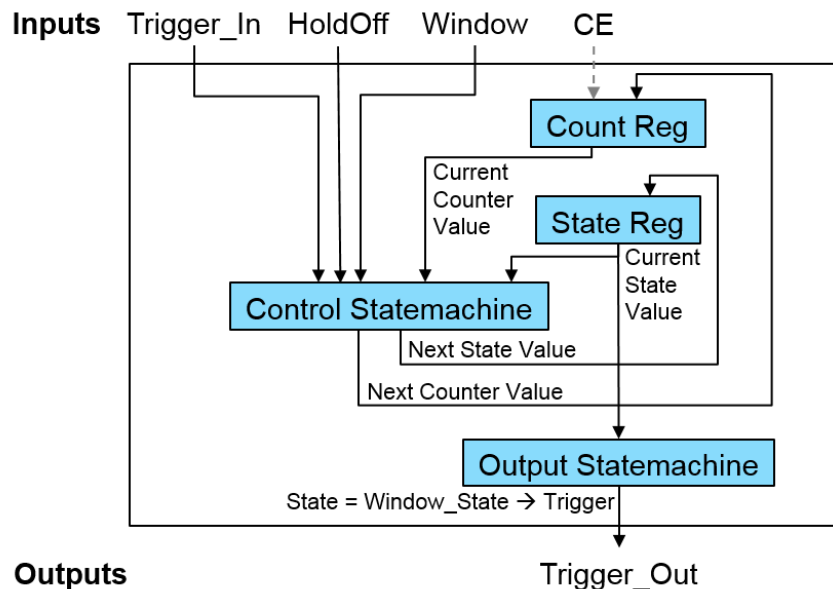 Inputs Trigger_In HoldOff Window CE
Count Reg
Current
Counter
Value
State Reg
Current
State
Value
Control Statemachine
Next State Value
Next Counter Value
Output Statemachine
State = Window_State → Trigger
Outputs Trigger_Out